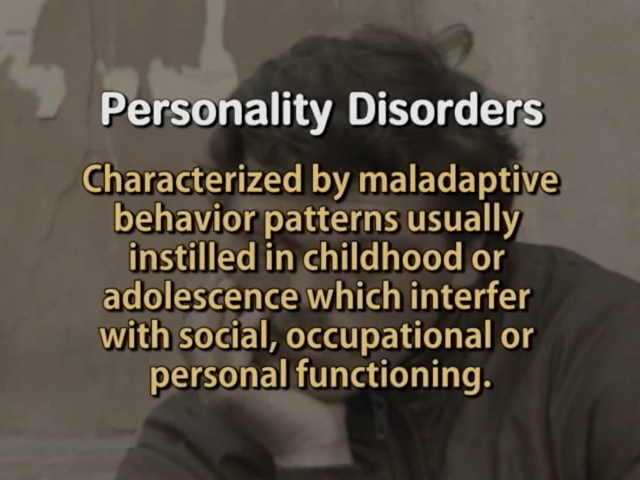 Personality Disorders
Characterized by maladaptive
behavior patterns usually
instilled in childhood or
adolescence which interfer
with social, occupational or
personal functioning.